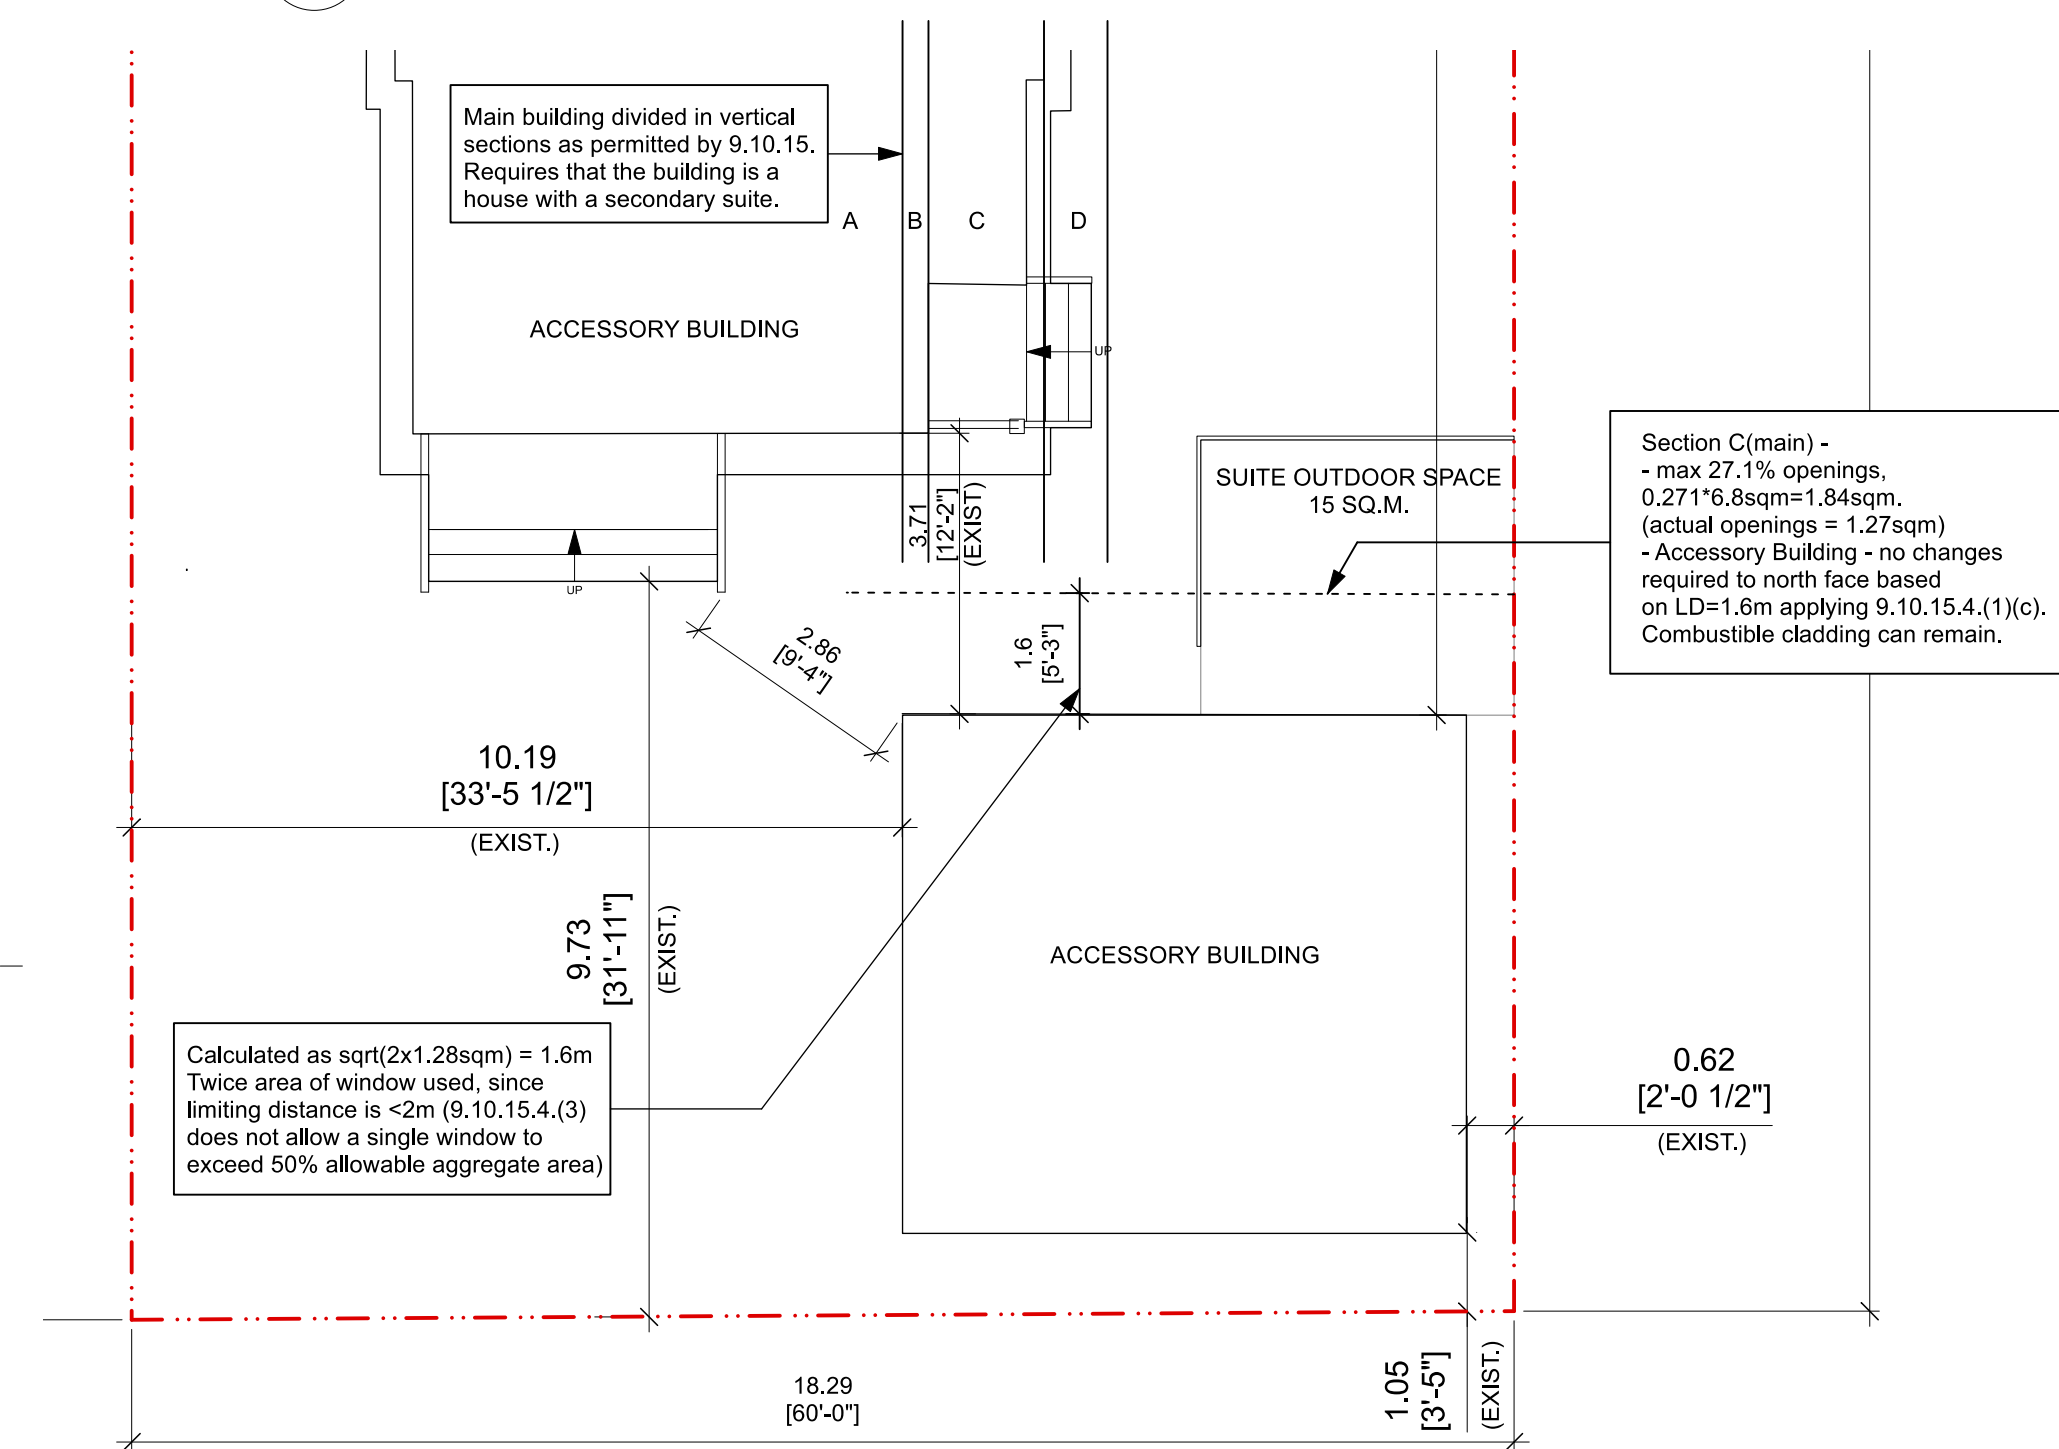 Main building divided in vertical
sections as permitted by 9.10.15.
Requires that the building is a
house with a secondary suite.
A
B
C
D
ACCESSORY BUILDING
UP
UP
3.71
[12'-2"]
(EXIST)
SUITE OUTDOOR SPACE
15 SQ.M.
Section C(main) -
- max 27.1% openings,
0.271*6.8sqm=1.84sqm.
(actual openings = 1.27sqm)
- Accessory Building - no changes
required to north face based
on LD=1.6m applying 9.10.15.4.(1)(c).
Combustible cladding can remain.
2.86
[9'-4"]
1.6
[5'-3"]
10.19
[33'-5 1/2"]
(EXIST.)
9.73
[31'-11"]
(EXIST.)
ACCESSORY BUILDING
Calculated as sqrt(2x1.28sqm) = 1.6m
Twice area of window used, since
limiting distance is <2m (9.10.15.4.(3)
does not allow a single window to
exceed 50% allowable aggregate area)
0.62
[2'-0 1/2"]
(EXIST.)
1.05
[3'-5"]
(EXIST.)
18.29
[60'-0"]